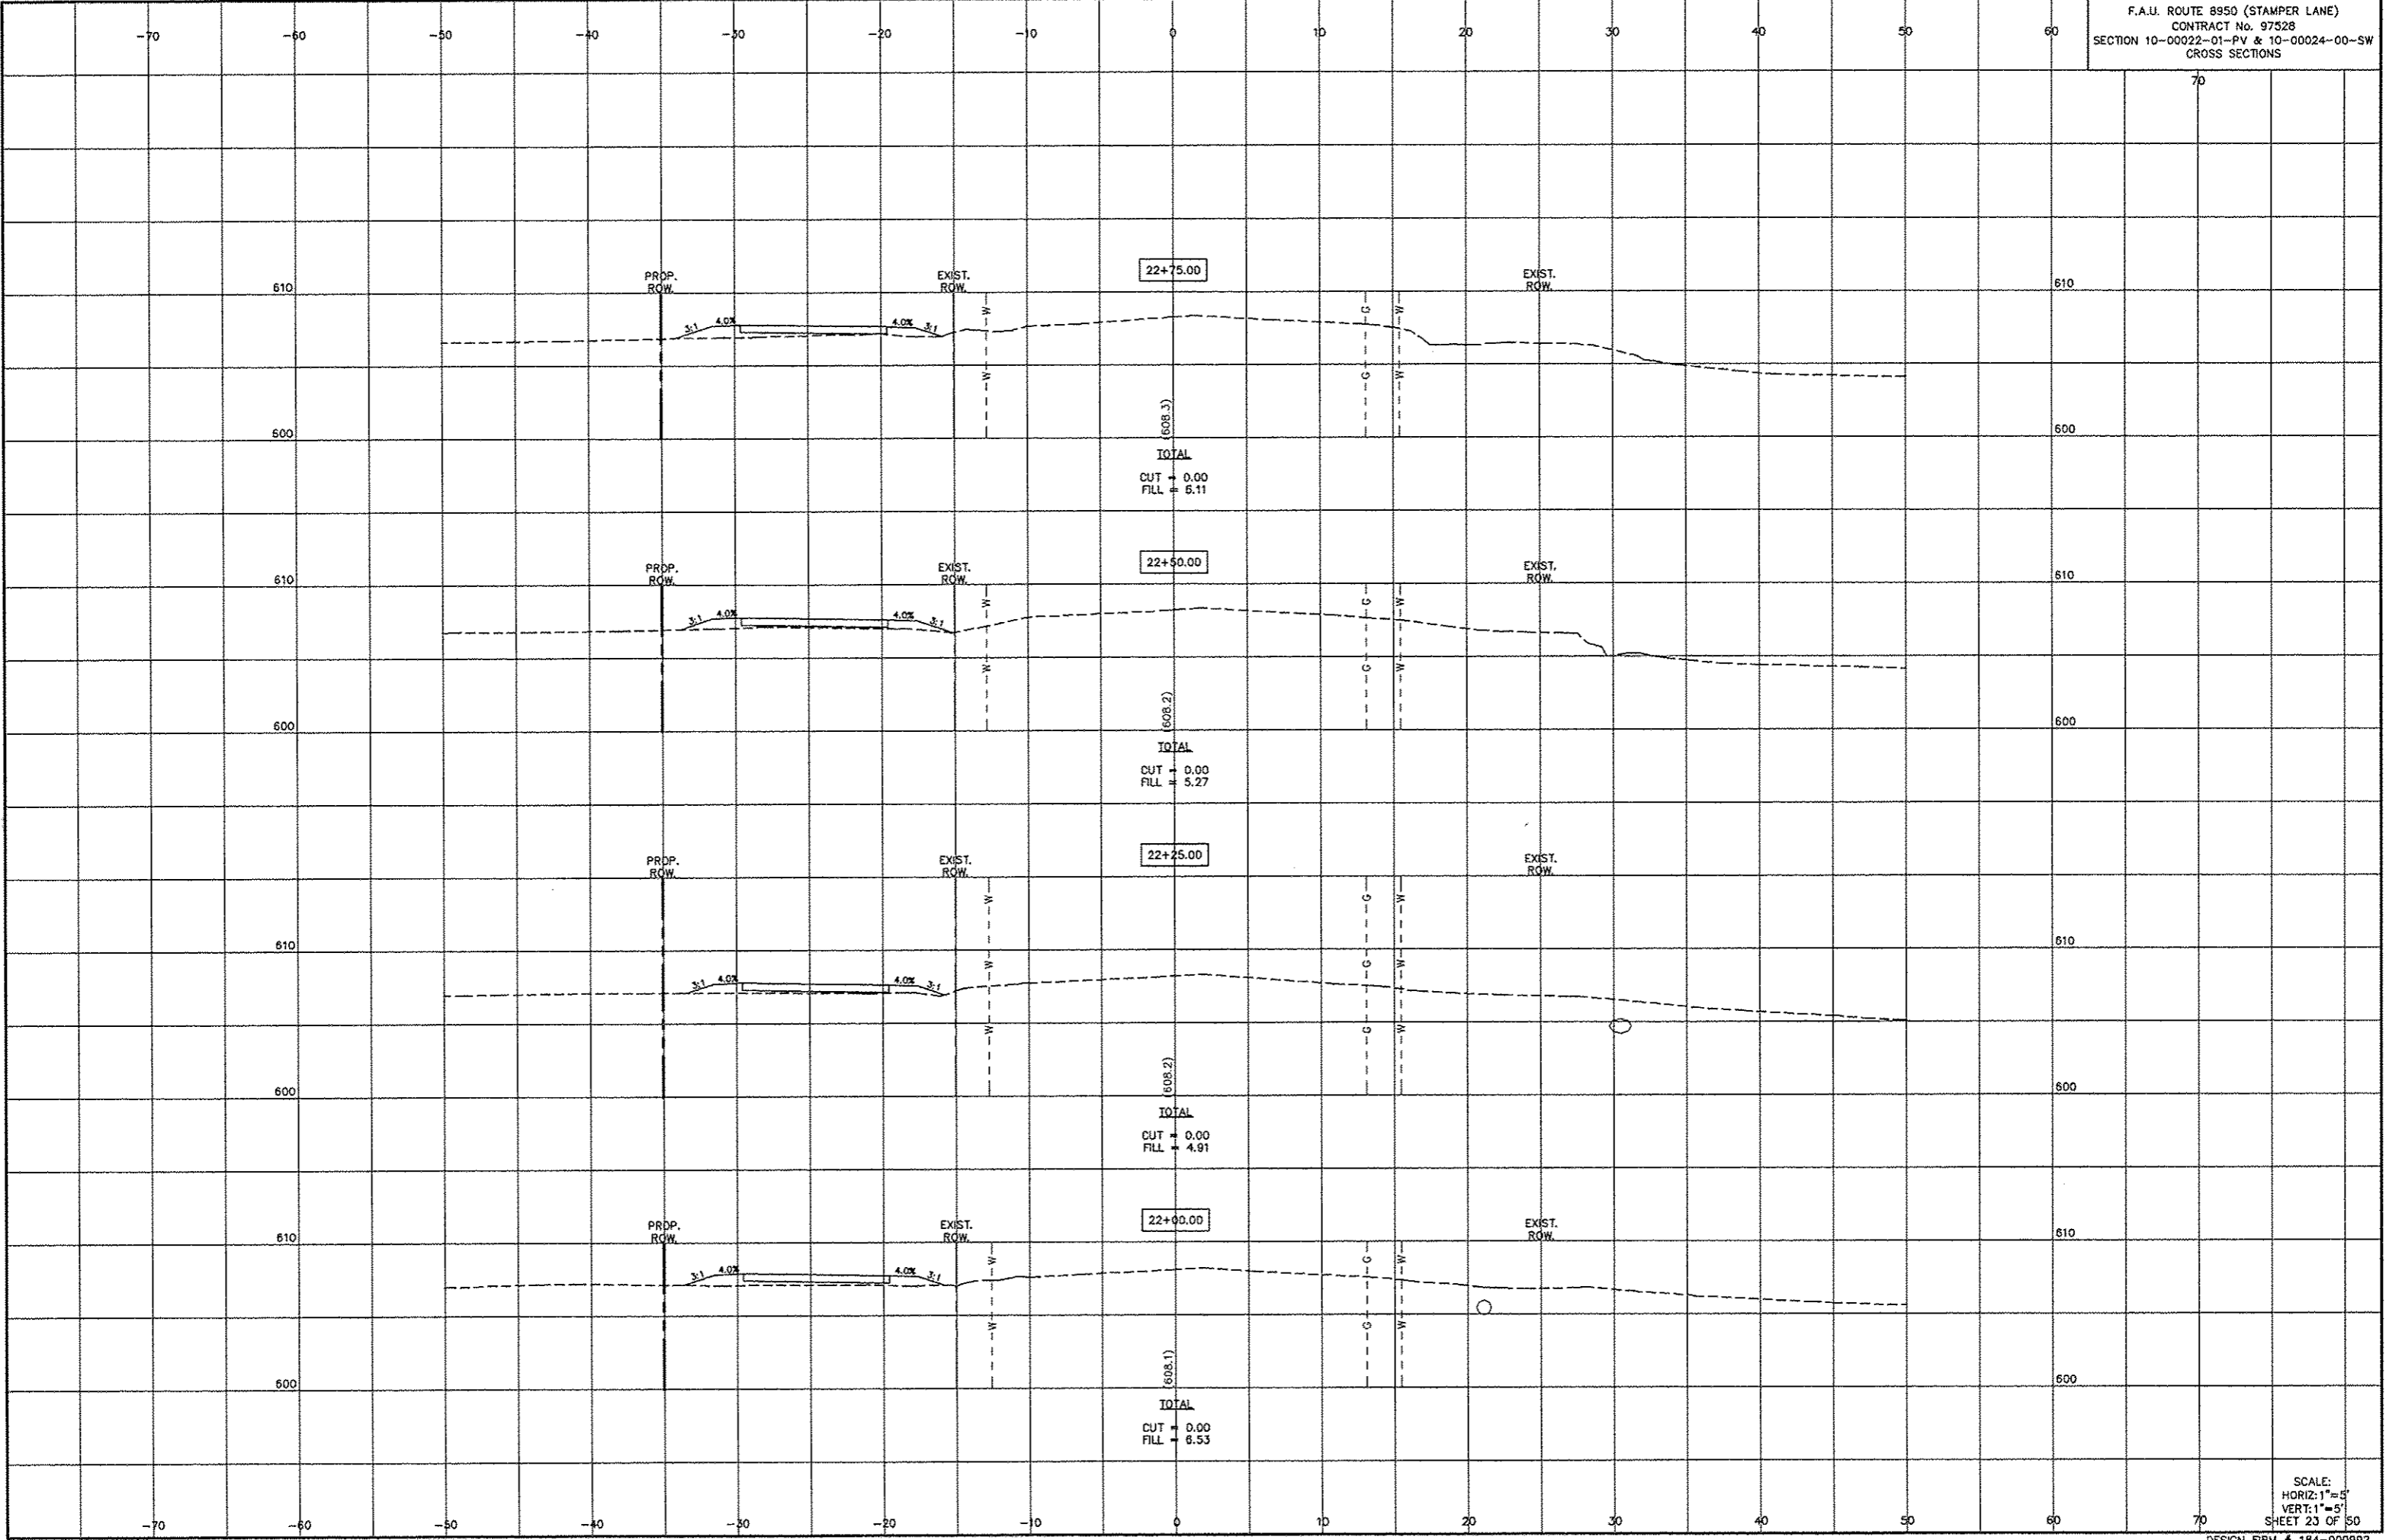 F.A.U. ROUTE 8950 (STAMPER LANE)
CONTRACT No. 97528
SECTION 10-00022-01-PV & 10-00024-00-SW
CROSS SECTIONS
-70 -60 -50 -40 -30 -20 -10 0 10 20 30 40 50 60
70
PROP. ROW.
EXIST. ROW.
22+75.00
EXIST. ROW.
610 610
3:1 4.0% 4.0% 3:1
W G W
W G W
(608.3)
600 600
TOTAL
CUT = 0.00
FILL = 6.11
PROP. ROW.
EXIST. ROW.
22+50.00
EXIST. ROW.
610 610
3:1 4.0% 4.0% 3:1
W G W
W G W
(608.2)
600 600
TOTAL
CUT = 0.00
FILL = 5.27
PROP. ROW.
EXIST. ROW.
22+25.00
EXIST. ROW.
W G W
610 610
3:1 4.0% 4.0% 3:1
W G W
W G W
(608.2)
600 600
TOTAL
CUT = 0.00
FILL = 4.91
PROP. ROW.
EXIST. ROW.
22+00.00
EXIST. ROW.
610 610
3:1 4.0% 4.0% 3:1
W G W
W G W
(608.1)
600 600
TOTAL
CUT = 0.00
FILL = 6.53
SCALE:
HORIZ: 1"=5'
VERT: 1"=5'
-70 -60 -50 -40 -30 -20 -10 0 10 20 30 40 50 60 70
SHEET 23 OF 50